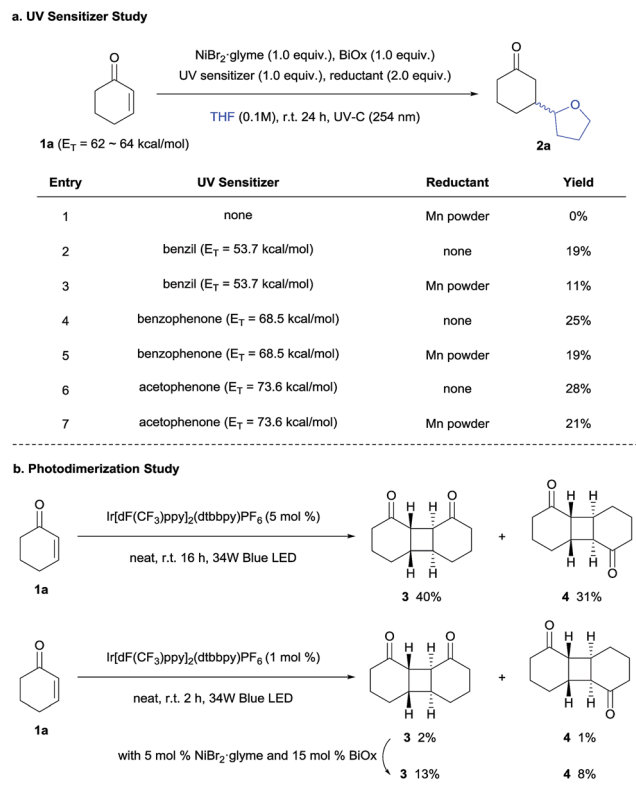 a. UV Sensitizer Study
O
NiBr2·glyme (1.0 equiv.), BiOx (1.0 equiv.)
UV sensitizer (1.0 equiv.), reductant (2.0 equiv.)
THF (0.1M), r.t. 24 h, UV-C (254 nm)
O
O
1a (ET = 62 ~ 64 kcal/mol)
2a
Entry UV Sensitizer Reductant Yield
1 none Mn powder 0%
2 benzil (ET = 53.7 kcal/mol) none 19%
3 benzil (ET = 53.7 kcal/mol) Mn powder 11%
4 benzophenone (ET = 68.5 kcal/mol) none 25%
5 benzophenone (ET = 68.5 kcal/mol) Mn powder 19%
6 acetophenone (ET = 73.6 kcal/mol) none 28%
7 acetophenone (ET = 73.6 kcal/mol) Mn powder 21%
b. Photodimerization Study
O
Ir[dF(CF3)ppy]2(dtbbpy)PF6 (5 mol %)
neat, r.t. 16 h, 34W Blue LED
O H H O
H H
+
O H H
H H O
1a
3 40%
4 31%
O
Ir[dF(CF3)ppy]2(dtbbpy)PF6 (1 mol %)
neat, r.t. 2 h, 34W Blue LED
O H H O
H H
+
O H H
H H O
1a
3 2%
4 1%
with 5 mol % NiBr2·glyme and 15 mol % BiOx
3 13%
4 8%